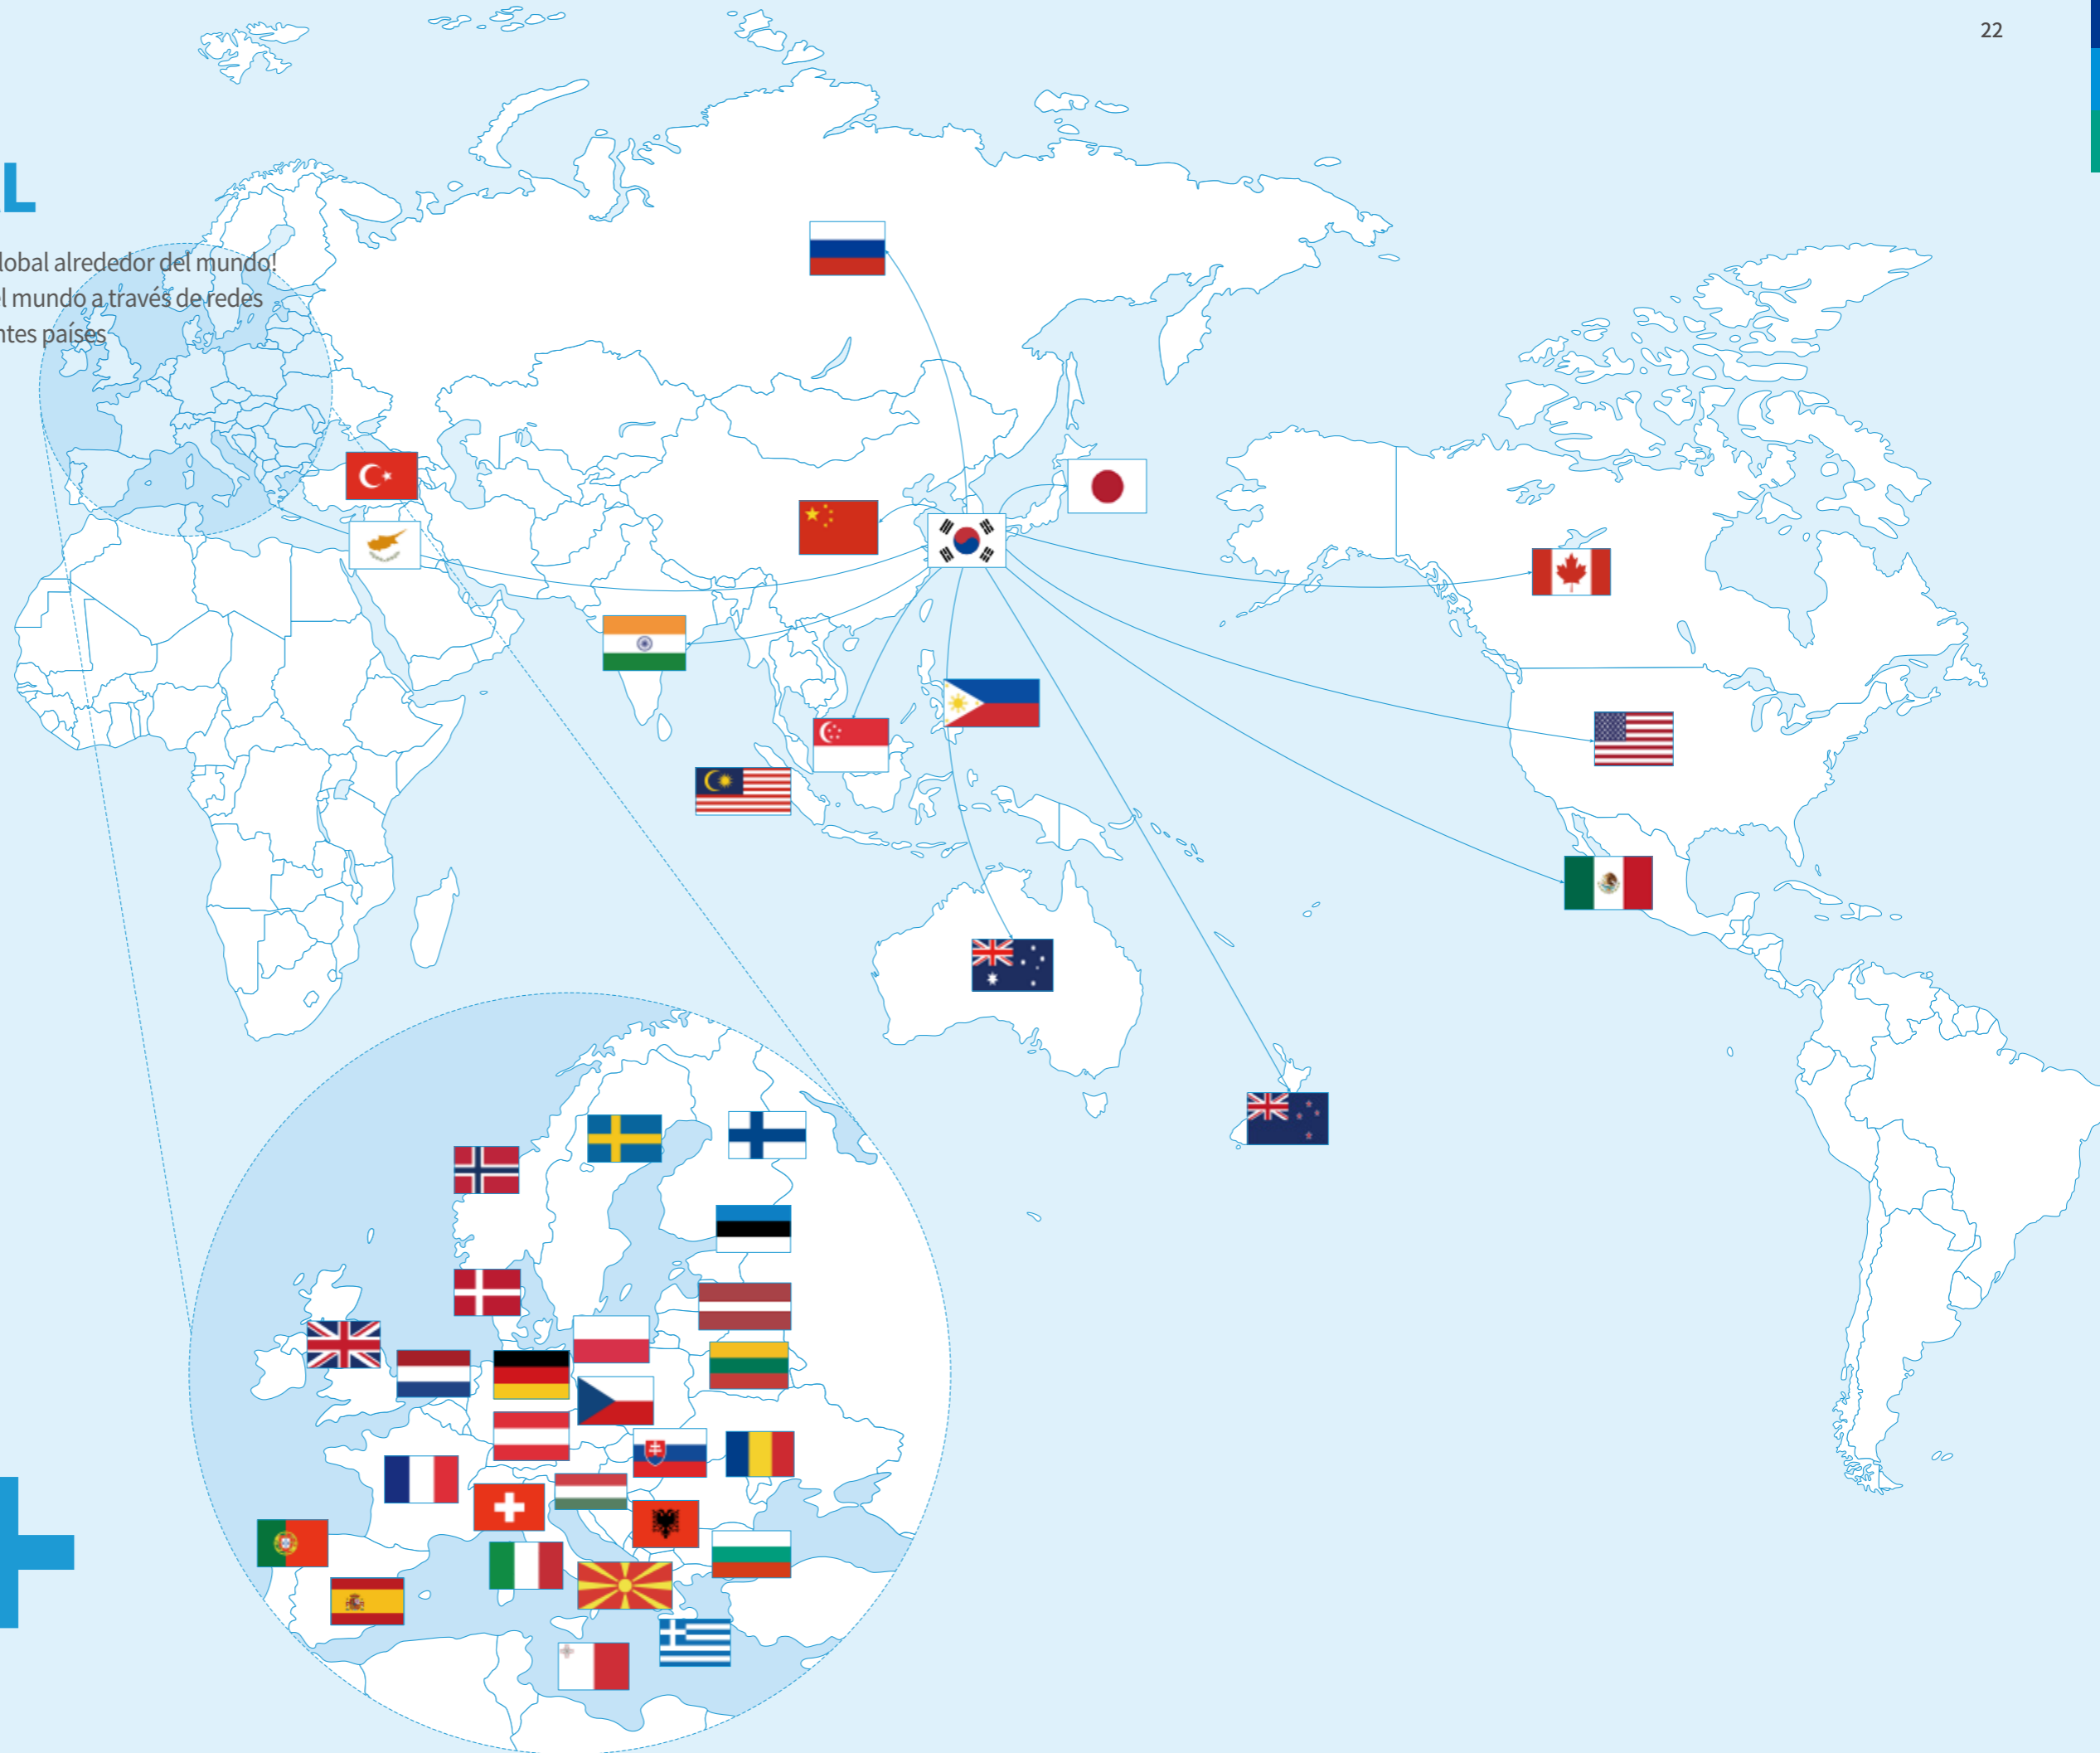 22
L
lobal alrededor del mundo!
l mundo a través de redes
ntes países
+